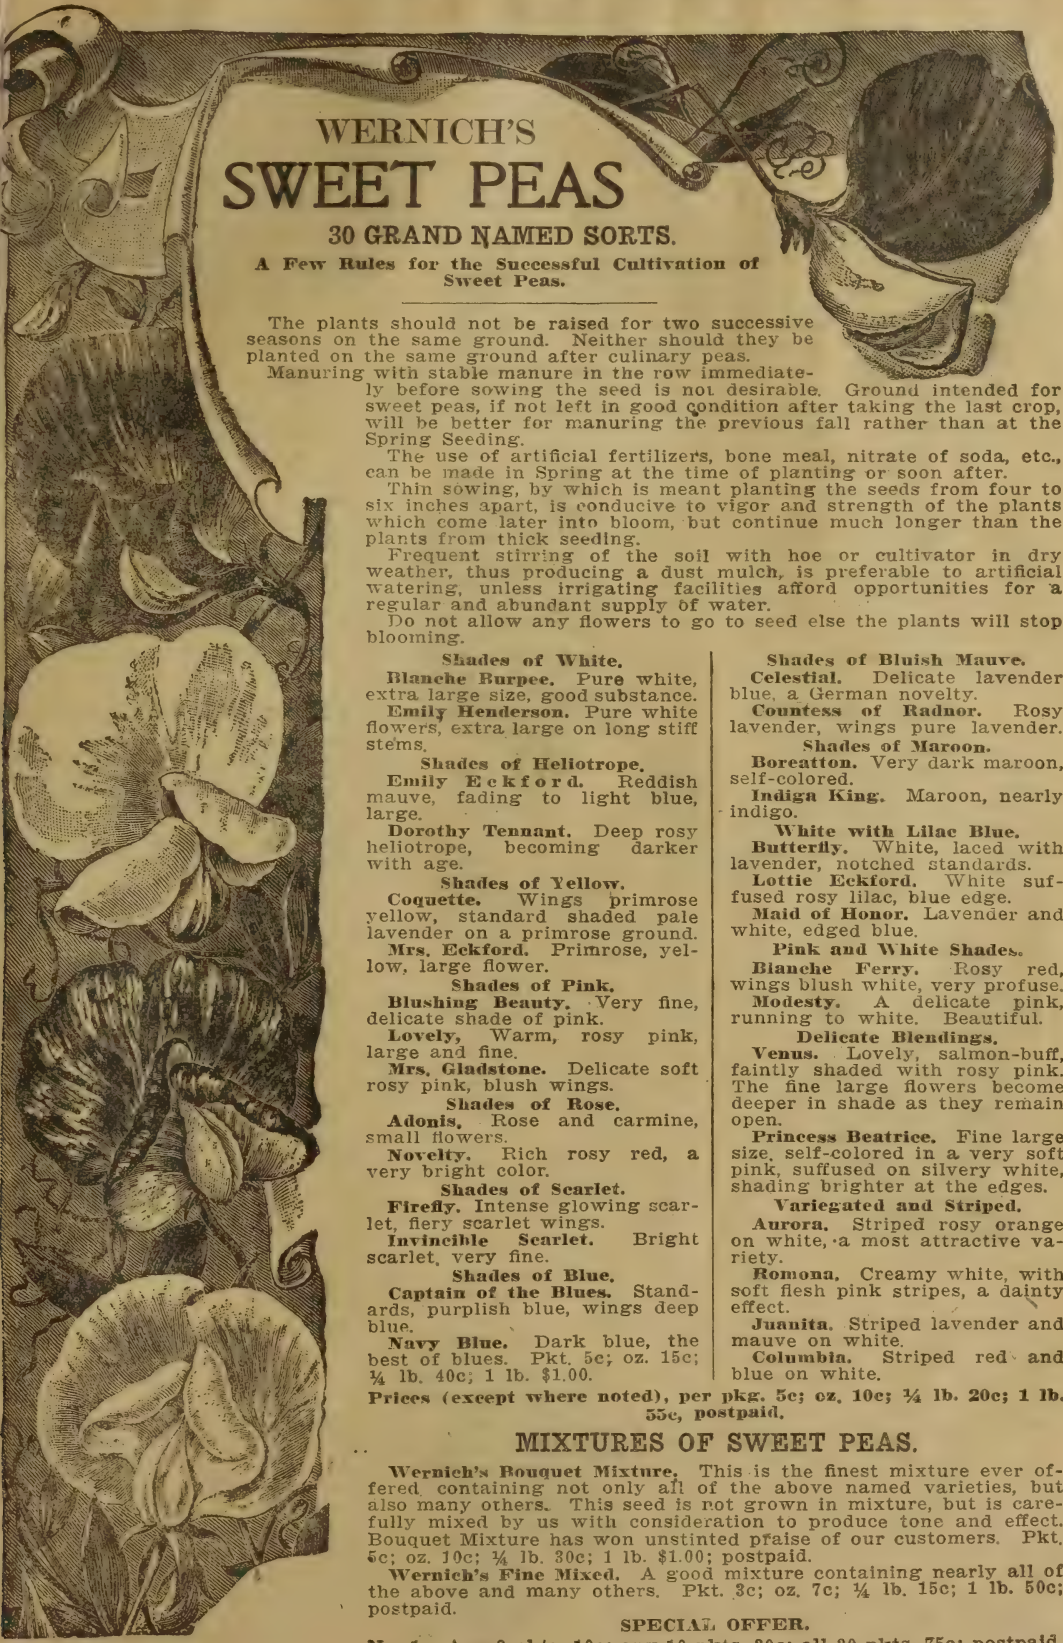 WERNICH'S
SWEET PEAS
30 GRAND NAMED SORTS.
A Few Rules for the Successful Cultivation of
Sweet Peas.
The plants should not be raised for two successive
seasons on the same ground. Neither should they be
planted on the same ground after culinary peas.
Manuring with stable manure in the row immediate-
ly before sowing the seed is not desirable. Ground intended for
sweet peas, if not left in good condition after taking the last crop,
will be better for manuring the previous fall rather than at the
Spring Seeding.
The use of artificial fertilizers, bone meal, nitrate of soda, etc.,
can be made in Spring at the time of planting or soon after.
Thin sowing, by which is meant planting the seeds from four to
six inches apart, is conducive to vigor and strength of the plants
which come later into bloom, but continue much longer than the
plants from thick seeding.
Frequent stirring of the soil with hoe or cultivator in dry
weather, thus producing a dust mulch, is preferable to artificial
watering, unless irrigating facilities afford opportunities for a
regular and abundant supply of water.
Do not allow any flowers to go to seed else the plants will stop
blooming.
Shades of White.
Blanche Burpee. Pure white,
extra large size, good substance.
Emily Henderson. Pure white
flowers, extra large on long stiff
stems.
Shades of Heliotrope.
Emily Eckford. Reddish
mauve, fading to light blue,
large.
Dorothy Tennant. Deep rosy
heliotrope, becoming darker
with age.
Shades of Yellow.
Coquette. Wings primrose
yellow, standard shaded pale
lavender on a primrose ground.
Mrs. Eckford. Primrose, yel-
low, large flower.
Shades of Pink.
Blushing Beauty. Very fine,
delicate shade of pink.
Lovely, Warm, rosy pink,
large and fine.
Mrs. Gladstone. Delicate soft
rosy pink, blush wings.
Shades of Rose.
Adonis. Rose and carmine,
small flowers.
Novelty. Rich rosy red, a
very bright color.
Shades of Scarlet.
Firefly. Intense glowing scar-
let, fiery scarlet wings.
Invincible Scarlet. Bright
scarlet, very fine.
Shades of Blue.
Captain of the Blues. Stand-
ards, purplish blue, wings deep
blue.
Navy Blue. Dark blue, the
best of blues. Pkt. 5c; oz. 15c;
¼ lb. 40c; 1 lb. $1.00.
Shades of Bluish Mauve.
Celestial. Delicate lavender
blue, a German novelty.
Countess of Radnor. Rosy
lavender, wings pure lavender.
Shades of Maroon.
Boreatton. Very dark maroon,
self-colored.
Indiga King. Maroon, nearly
indigo.
White with Lilac Blue.
Butterfly. White, laced with
lavender, notched standards.
Lottie Eckford. White suf-
fused rosy lilac, blue edge.
Maid of Honor. Lavender and
white, edged blue.
Pink and White Shades.
Blanche Ferry. Rosy red,
wings blush white, very profuse.
Modesty. A delicate pink,
running to white. Beautiful.
Delicate Blendings.
Venus. Lovely, salmon-buff,
faintly shaded with rosy pink.
The fine large flowers become
deeper in shade as they remain
open.
Princess Beatrice. Fine large
size, self-colored in a very soft
pink, suffused on silvery white,
shading brighter at the edges.
Variegated and Striped.
Aurora. Striped rosy orange
on white, a most attractive va-
riety.
Romona. Creamy white, with
soft flesh pink stripes, a dainty
effect.
Juanita. Striped lavender and
mauve on white.
Columbia. Striped red and
blue on white.
Prices (except where noted), per pkg. 5c; oz. 10c; ¼ lb. 20c; 1 lb.
55c, postpaid.
MIXTURES OF SWEET PEAS.
Wernich's Bouquet Mixture. This is the finest mixture ever of-
fered containing not only all of the above named varieties, but
also many others. This seed is not grown in mixture, but is care-
fully mixed by us with consideration to produce tone and effect.
Bouquet Mixture has won unstinted praise of our customers. Pkt.
5c; oz. 10c; ¼ lb. 30c; 1 lb. $1.00; postpaid.
Wernich's Fine Mixed. A good mixture containing nearly all of
the above and many others. Pkt. 3c; oz. 7c; ¼ lb. 15c; 1 lb. 50c;
postpaid.
SPECIAL OFFER.